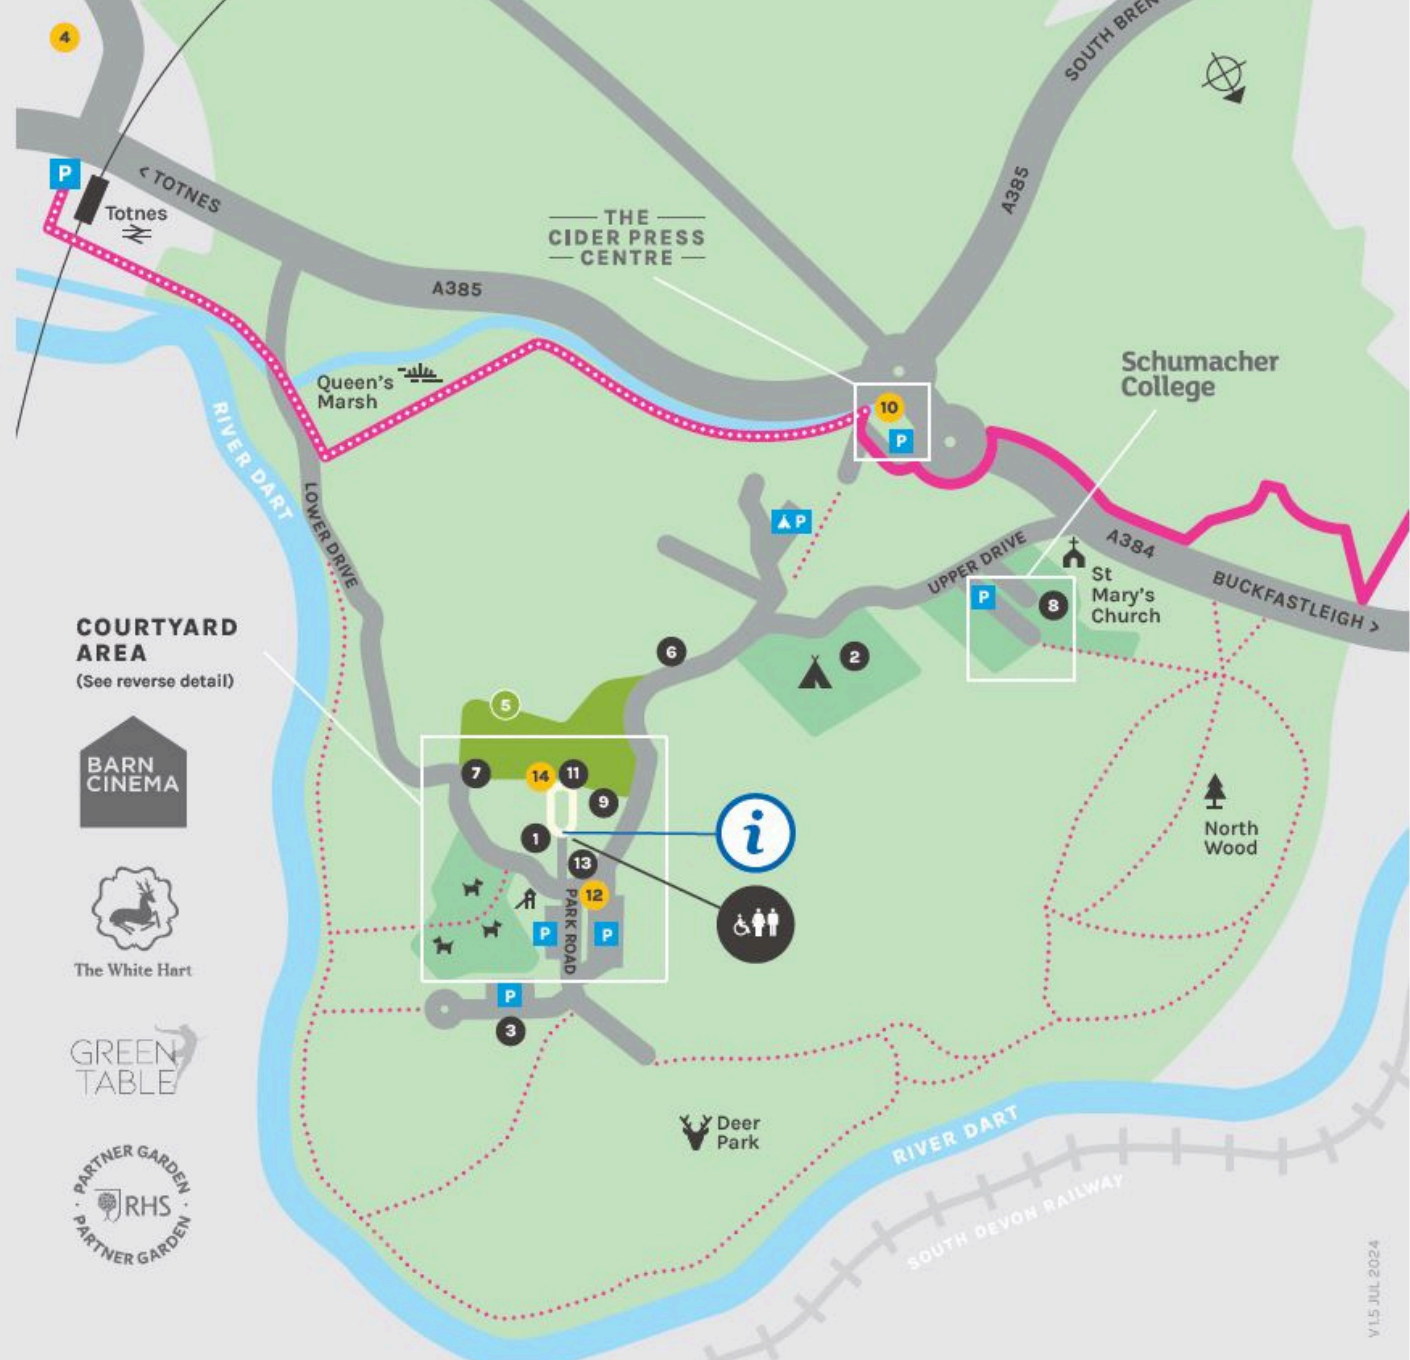 4
SOUTH BREN
P
< TOTNES
Totnes
A385
THE
CIDER PRESS
CENTRE
A385
Queen's
Marsh
10
P
Schumacher
College
RIVER DART
LOWER DRIVE
P
UPPER DRIVE
A384
BUCKFASTLEIGH >
St
Mary's
Church
P
8
COURTYARD
AREA
(See reverse detail)
6
2
5
BARN
CINEMA
7
14
11
9
1
13
12
i
North
Wood
PARK ROAD
P
P
The White Hart
P
3
GREEN
TABLE
Deer
Park
RIVER DART
SOUTH DEVON RAILWAY
PARTNER GARDEN
RHS
PARTNER GARDEN
V1.5 JUL 2024